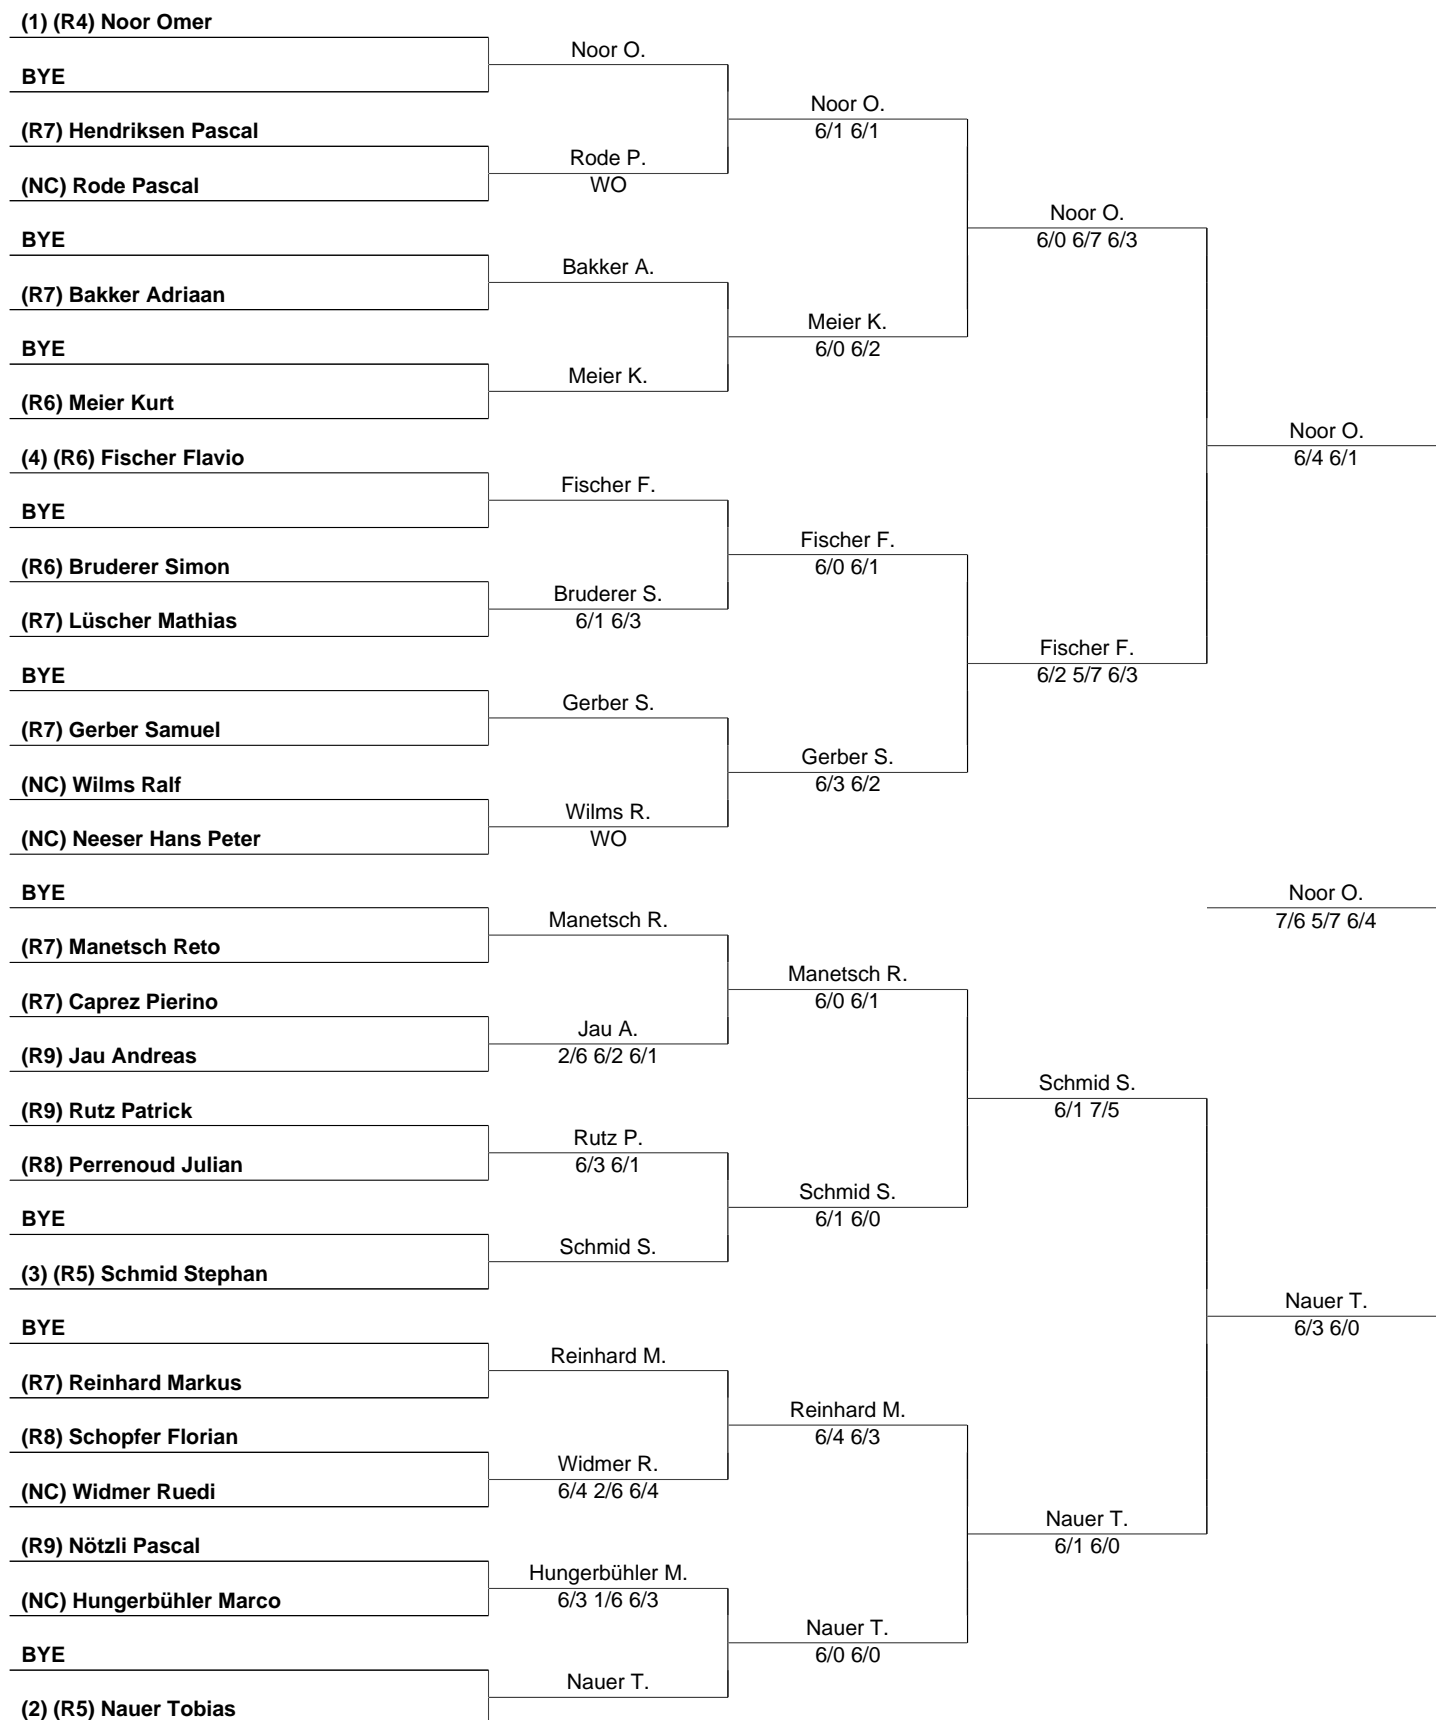 (1) (R4) Noor Omer
BYE
(R7) Hendriksen Pascal
(NC) Rode Pascal
BYE
(R7) Bakker Adriaan
BYE
(R6) Meier Kurt
(4) (R6) Fischer Flavio
BYE
(R6) Bruderer Simon
(R7) Lüscher Mathias
BYE
(R7) Gerber Samuel
(NC) Wilms Ralf
(NC) Neeser Hans Peter
BYE
(R7) Manetsch Reto
(R7) Caprez Pierino
(R9) Jau Andreas
(R9) Rutz Patrick
(R8) Perrenoud Julian
BYE
(3) (R5) Schmid Stephan
BYE
(R7) Reinhard Markus
(R8) Schopfer Florian
(NC) Widmer Ruedi
(R9) Nötzli Pascal
(NC) Hungerbühler Marco
BYE
(2) (R5) Nauer Tobias
Noor O.
Rode P.
WO
Bakker A.
Meier K.
Fischer F.
Bruderer S.
6/1 6/3
Gerber S.
Wilms R.
WO
Manetsch R.
Jau A.
2/6 6/2 6/1
Rutz P.
6/3 6/1
Schmid S.
Reinhard M.
Widmer R.
6/4 2/6 6/4
Hungerbühler M.
6/3 1/6 6/3
Nauer T.
Noor O.
6/1 6/1
Meier K.
6/0 6/2
Fischer F.
6/0 6/1
Gerber S.
6/3 6/2
Manetsch R.
6/0 6/1
Schmid S.
6/1 6/0
Reinhard M.
6/4 6/3
Nauer T.
6/0 6/0
Noor O.
6/0 6/7 6/3
Fischer F.
6/2 5/7 6/3
Schmid S.
6/1 7/5
Nauer T.
6/1 6/0
Noor O.
6/4 6/1
Noor O.
7/6 5/7 6/4
Nauer T.
6/3 6/0